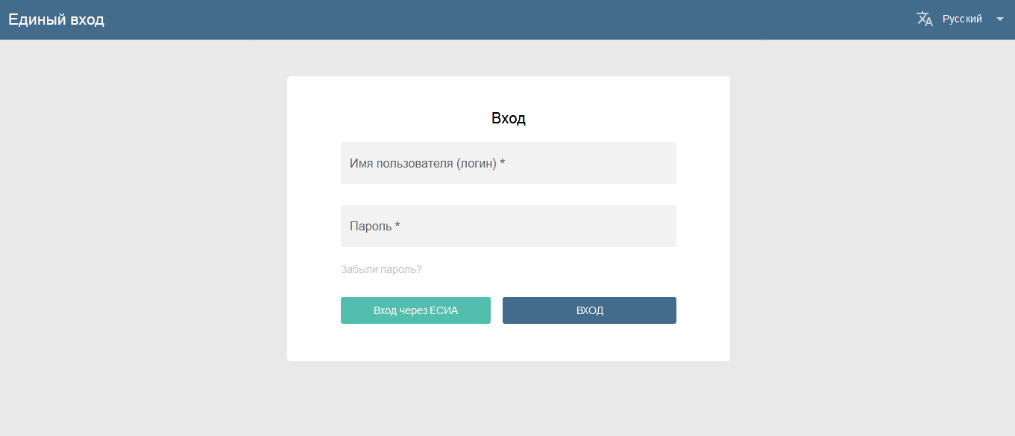 Единый вход
Русский
Вход
Имя пользователя (логин) *
Пароль *
Забыли пароль?
Вход через ЕСИА
ВХОД